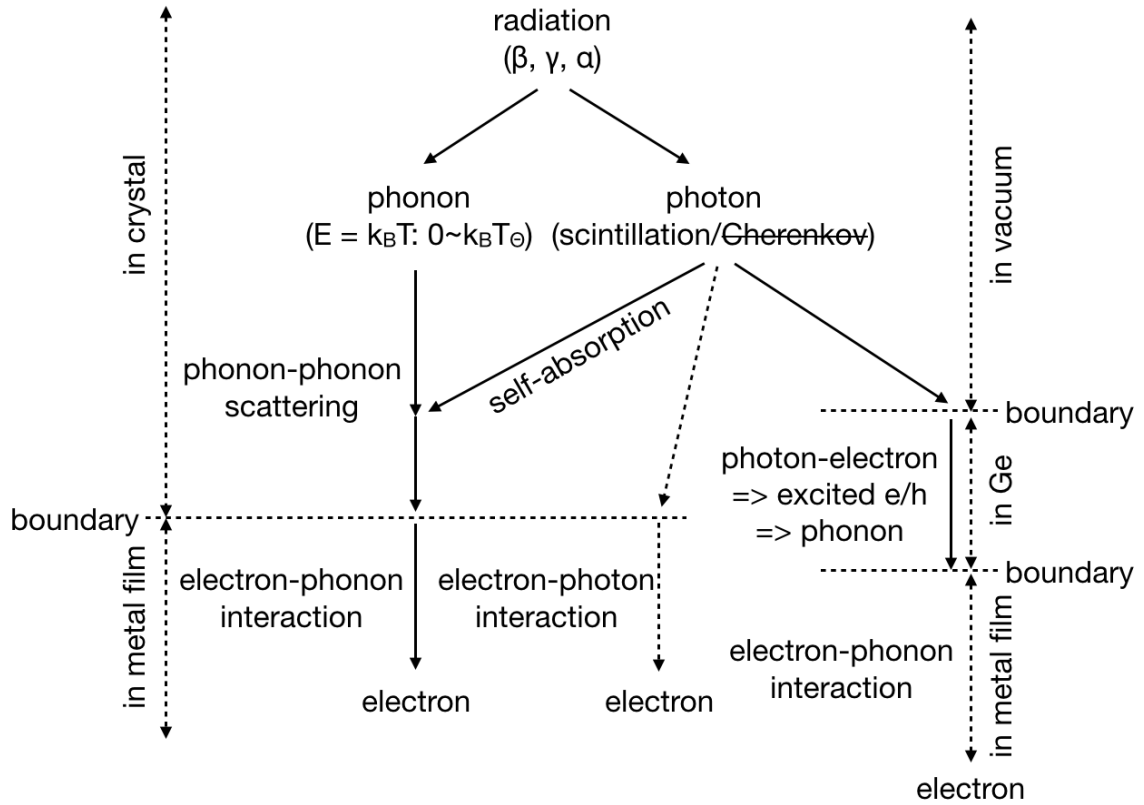 radiation
(β, γ, α)
in crystal
in vacuum
phonon
(E = kBT: 0~kBTΘ)
photon
(scintillation/Cherenkov)
phonon-phonon
scattering
self-absorption
boundary
photon-electron
=> excited e/h
=> phonon
in Ge
boundary
boundary
in metal film
electron-phonon
interaction
electron-photon
interaction
electron
electron
electron-phonon
interaction
in metal film
electron